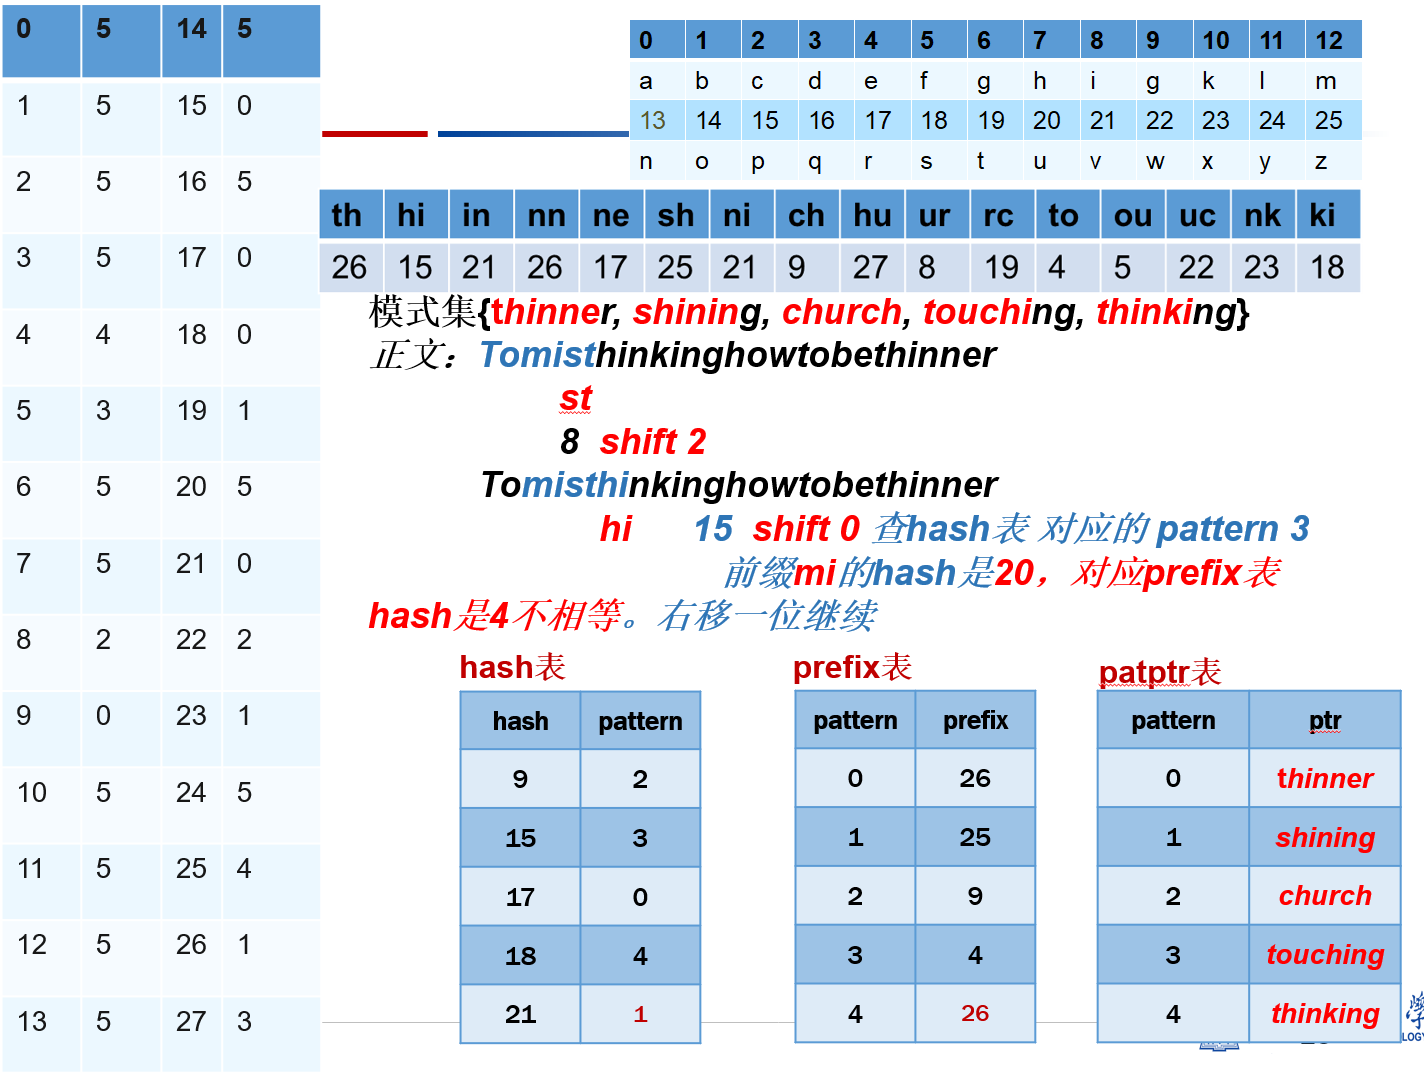 0 5 14 5
1 5 15 0
2 5 16 5
3 5 17 0
4 4 18 0
5 3 19 1
6 5 20 5
7 5 21 0
8 2 22 2
9 0 23 1
10 5 24 5
11 5 25 4
12 5 26 1
13 5 27 3
0 1 2 3 4 5 6 7 8 9 10 11 12
a b c d e f g h i g k l m
13 14 15 16 17 18 19 20 21 22 23 24 25
n o p q r s t u v w x y z
th hi in nn ne sh ni ch hu ur rc to ou uc nk ki
26 15 21 26 17 25 21 9 27 8 19 4 5 22 23 18
模式集{thinner, shining, church, touching, thinking}
正文：Tomisthinkinghowtobethinner
st
8 shift 2
Tomisthinkinghowtobethinner
hi 15 shift 0 查hash表 对应的 pattern 3
前缀mi的hash是20，对应prefix表
hash是4不相等。右移一位继续
hash表
hash pattern
9 2
15 3
17 0
18 4
21 1
prefix表
pattern prefix
0 26
1 25
2 9
3 4
4 26
patptr表
pattern ptr
0 thinner
1 shining
2 church
3 touching
4 thinking